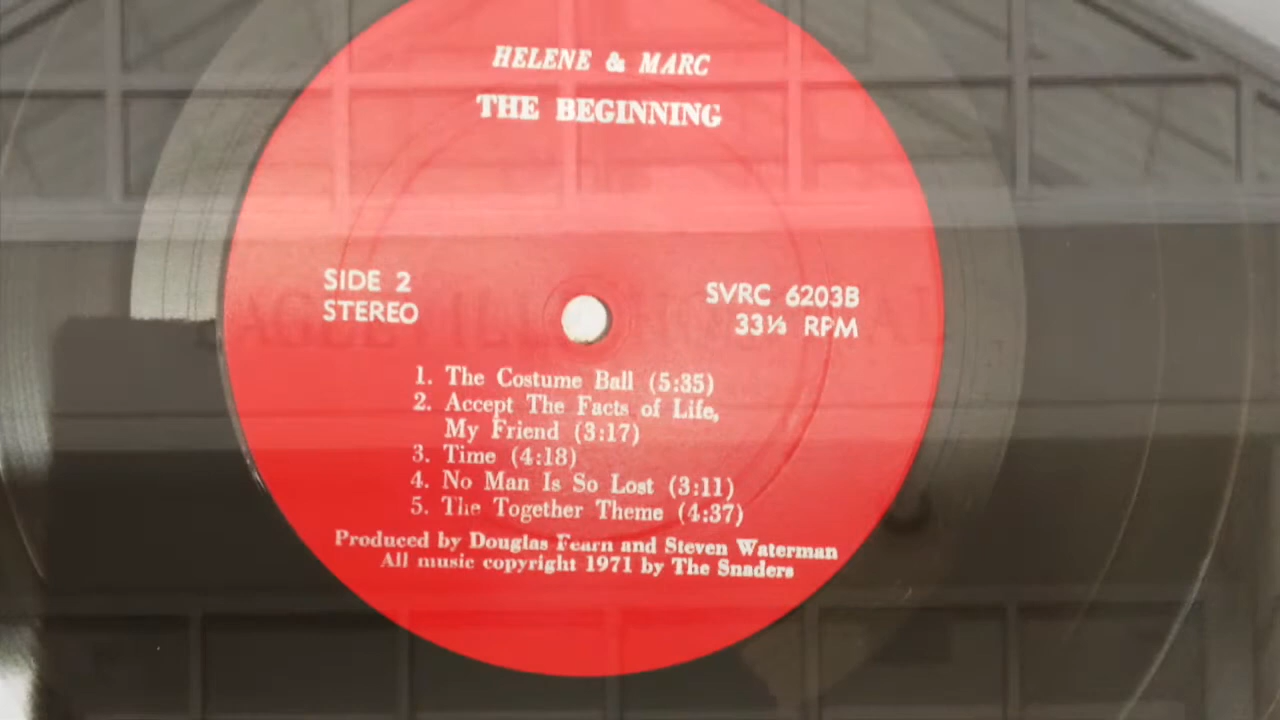 HELENE & MARC
THE BEGINNING
SIDE 2
STEREO
SVRC 6203B
33⅓ RPM
1. The Costume Ball (5:35)
2. Accept The Facts of Life,
My Friend (3:17)
3. Time (4:18)
4. No Man Is So Lost (3:11)
5. The Together Theme (4:37)
Produced by Douglas Fearn and Steven Waterman
All music copyright 1971 by The Snaders